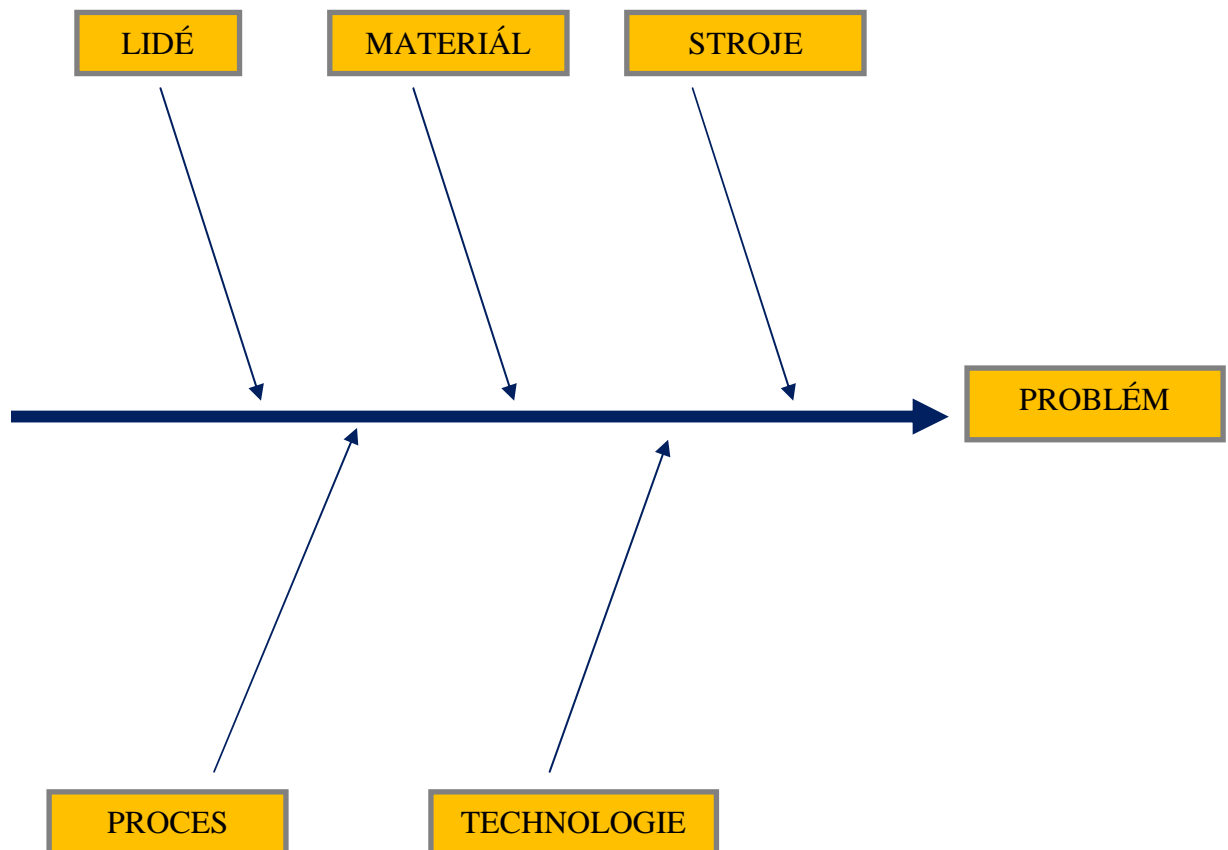 LIDÉ
MATERIÁL
STROJE
PROBLÉM
PROCES
TECHNOLOGIE